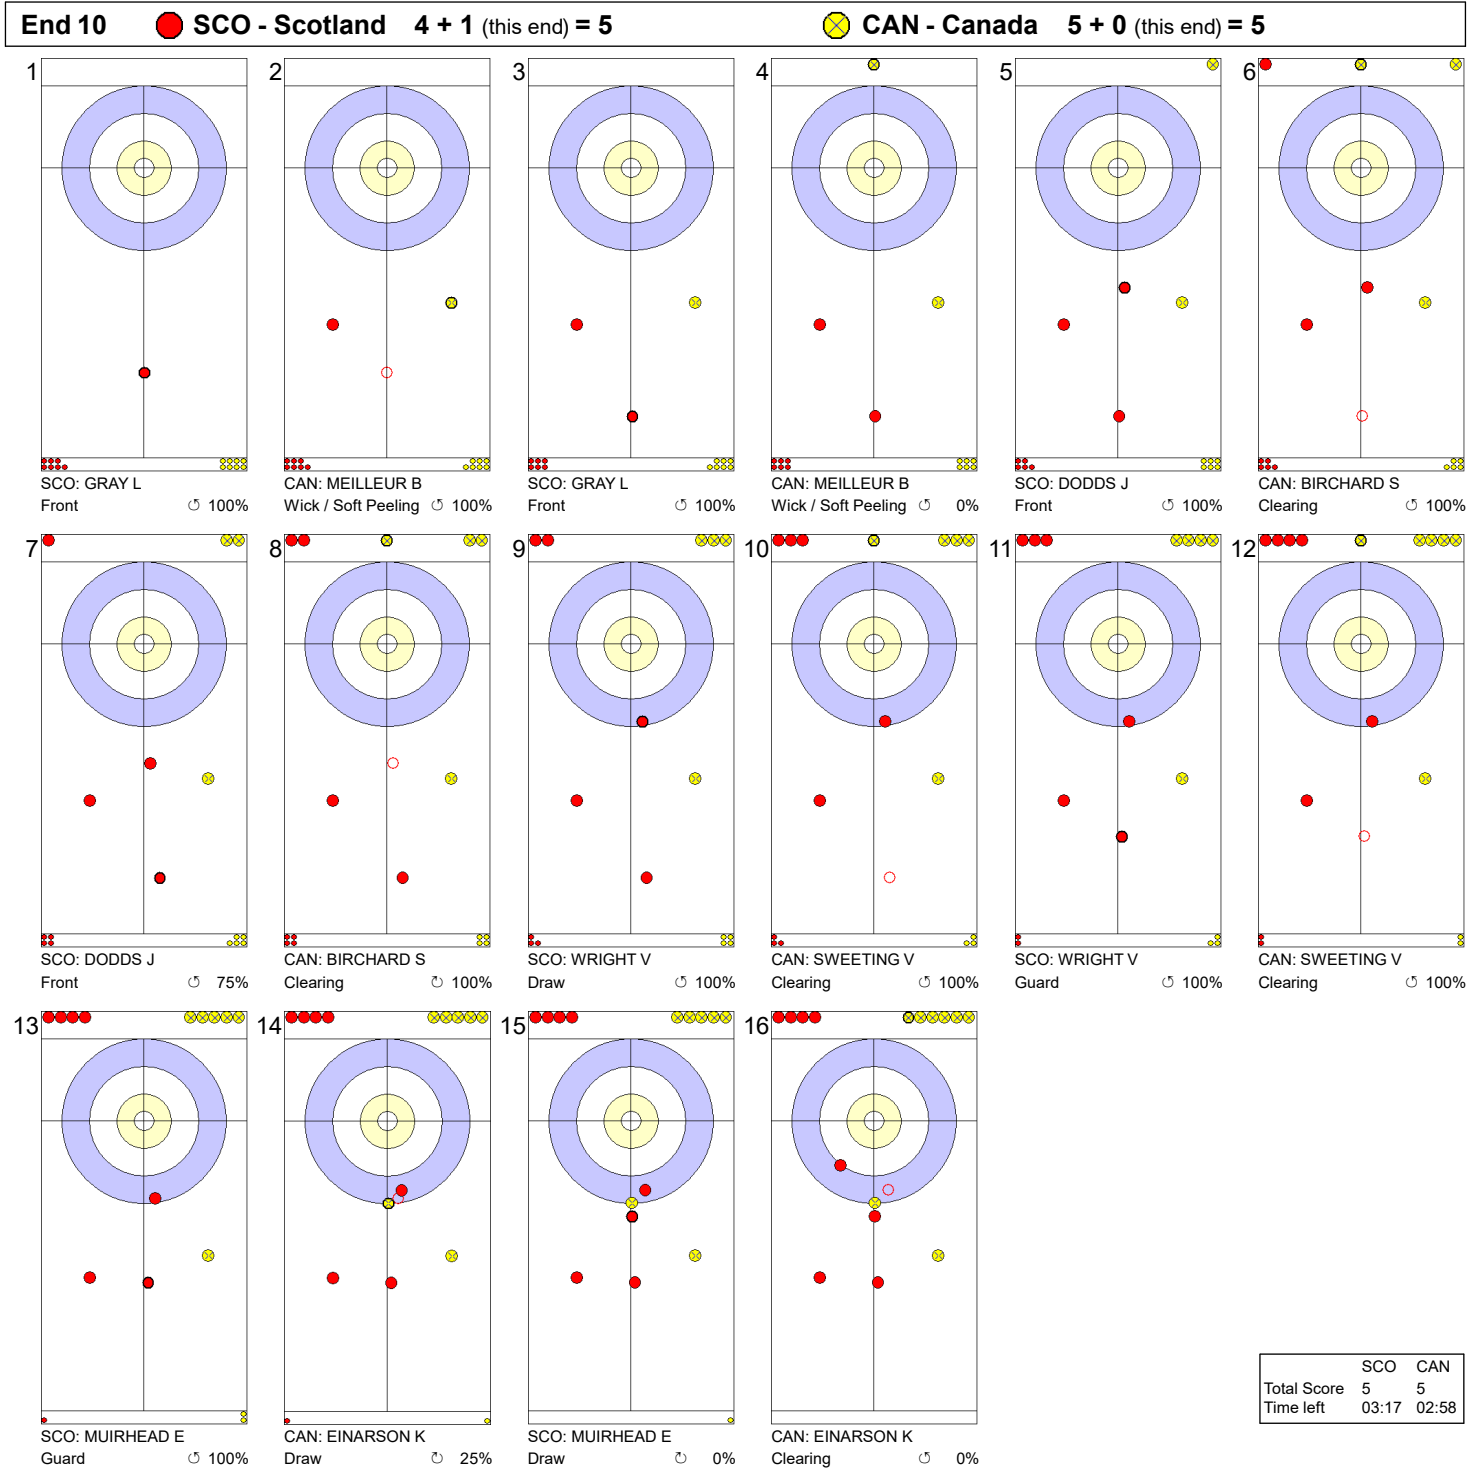 End 10 SCO - Scotland 4 + 1 (this end) = 5 CAN - Canada 5 + 0 (this end) = 5
1 2 3 4 5 6
SCO: GRAY L CAN: MEILLEUR B SCO: GRAY L CAN: MEILLEUR B SCO: DODDS J CAN: BIRCHARD S
Front ↺ 100% Wick / Soft Peeling ↺ 100% Front ↺ 100% Wick / Soft Peeling ↺ 0% Front ↺ 100% Clearing ↺ 100%
7 8 9 10 11 12
SCO: DODDS J CAN: BIRCHARD S SCO: WRIGHT V CAN: SWEETING V SCO: WRIGHT V CAN: SWEETING V
Front ↺ 75% Clearing ↻ 100% Draw ↺ 100% Clearing ↺ 100% Guard ↺ 100% Clearing ↺ 100%
13 14 15 16
SCO: MUIRHEAD E CAN: EINARSON K SCO: MUIRHEAD E CAN: EINARSON K
Guard ↺ 100% Draw ↻ 25% Draw ↻ 0% Clearing ↺ 0%
SCO CAN
Total Score 5 5
Time left 03:17 02:58